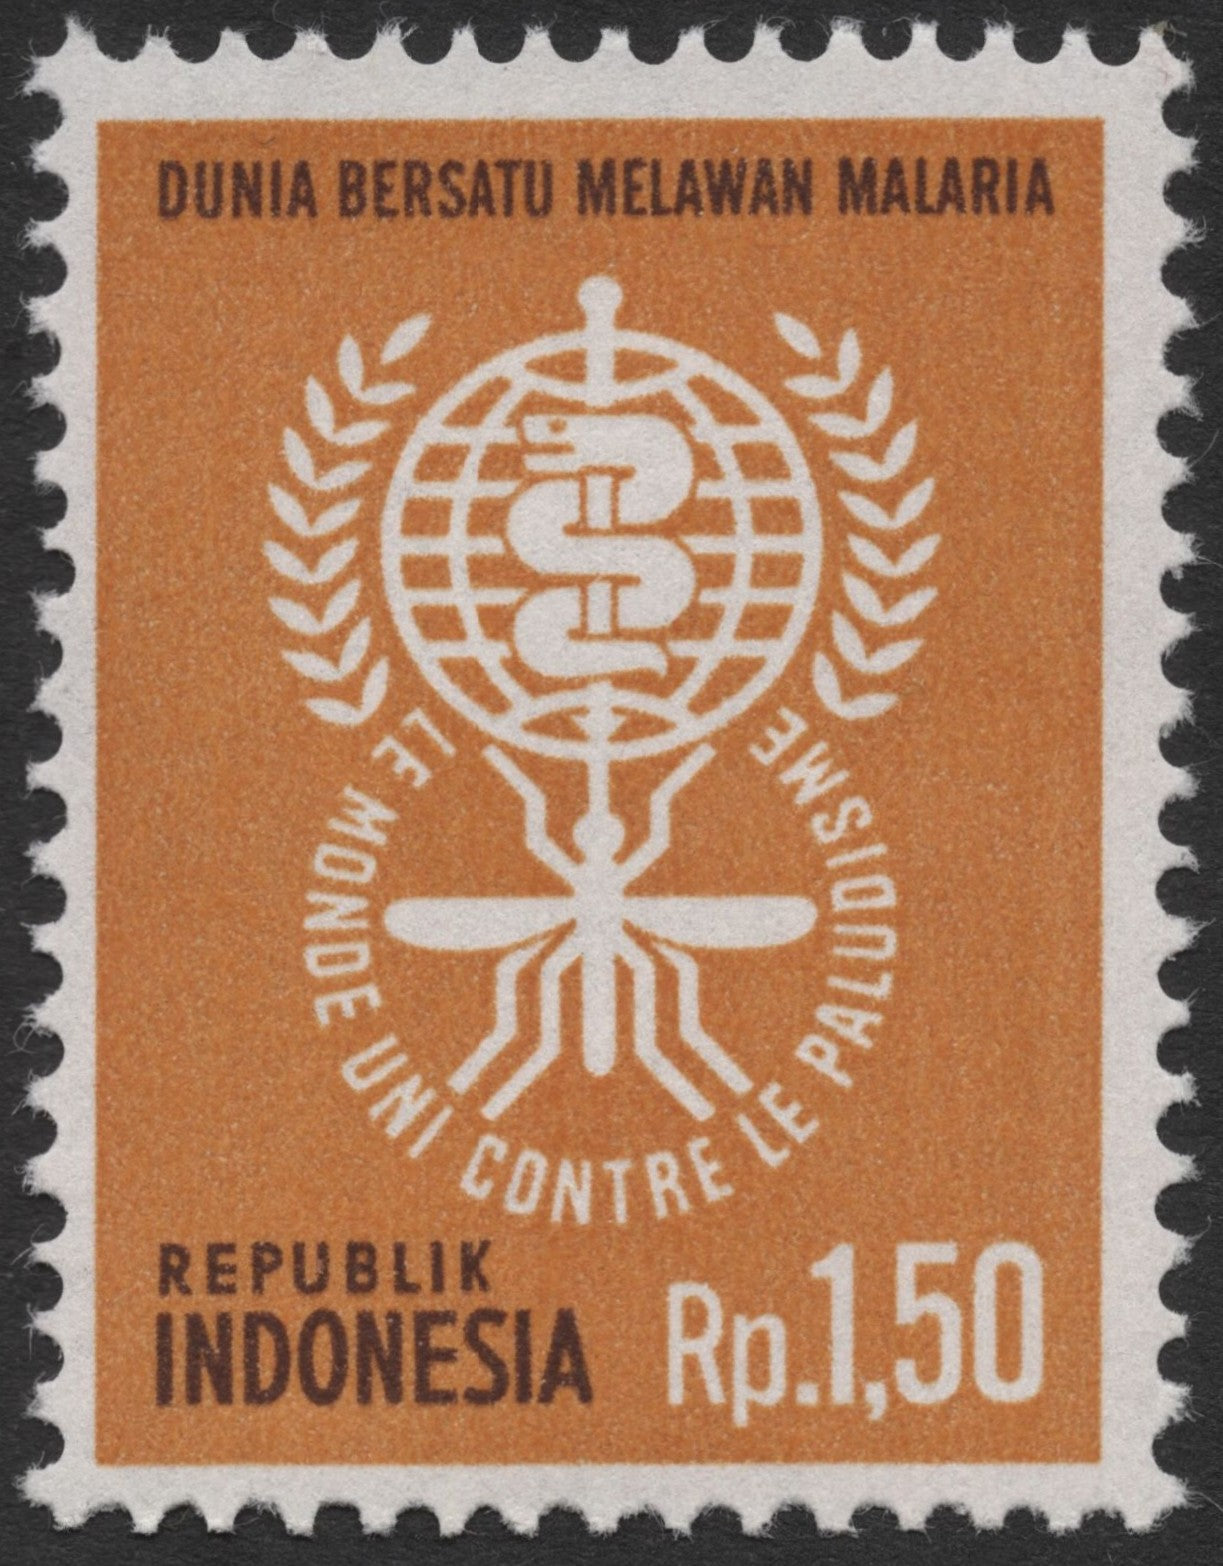 DUNIA BERSATU MELAWAN MALARIA
LE MONDE UNI CONTRE LE PALUDISME
REPUBLIK
INDONESIA
Rp.1,50